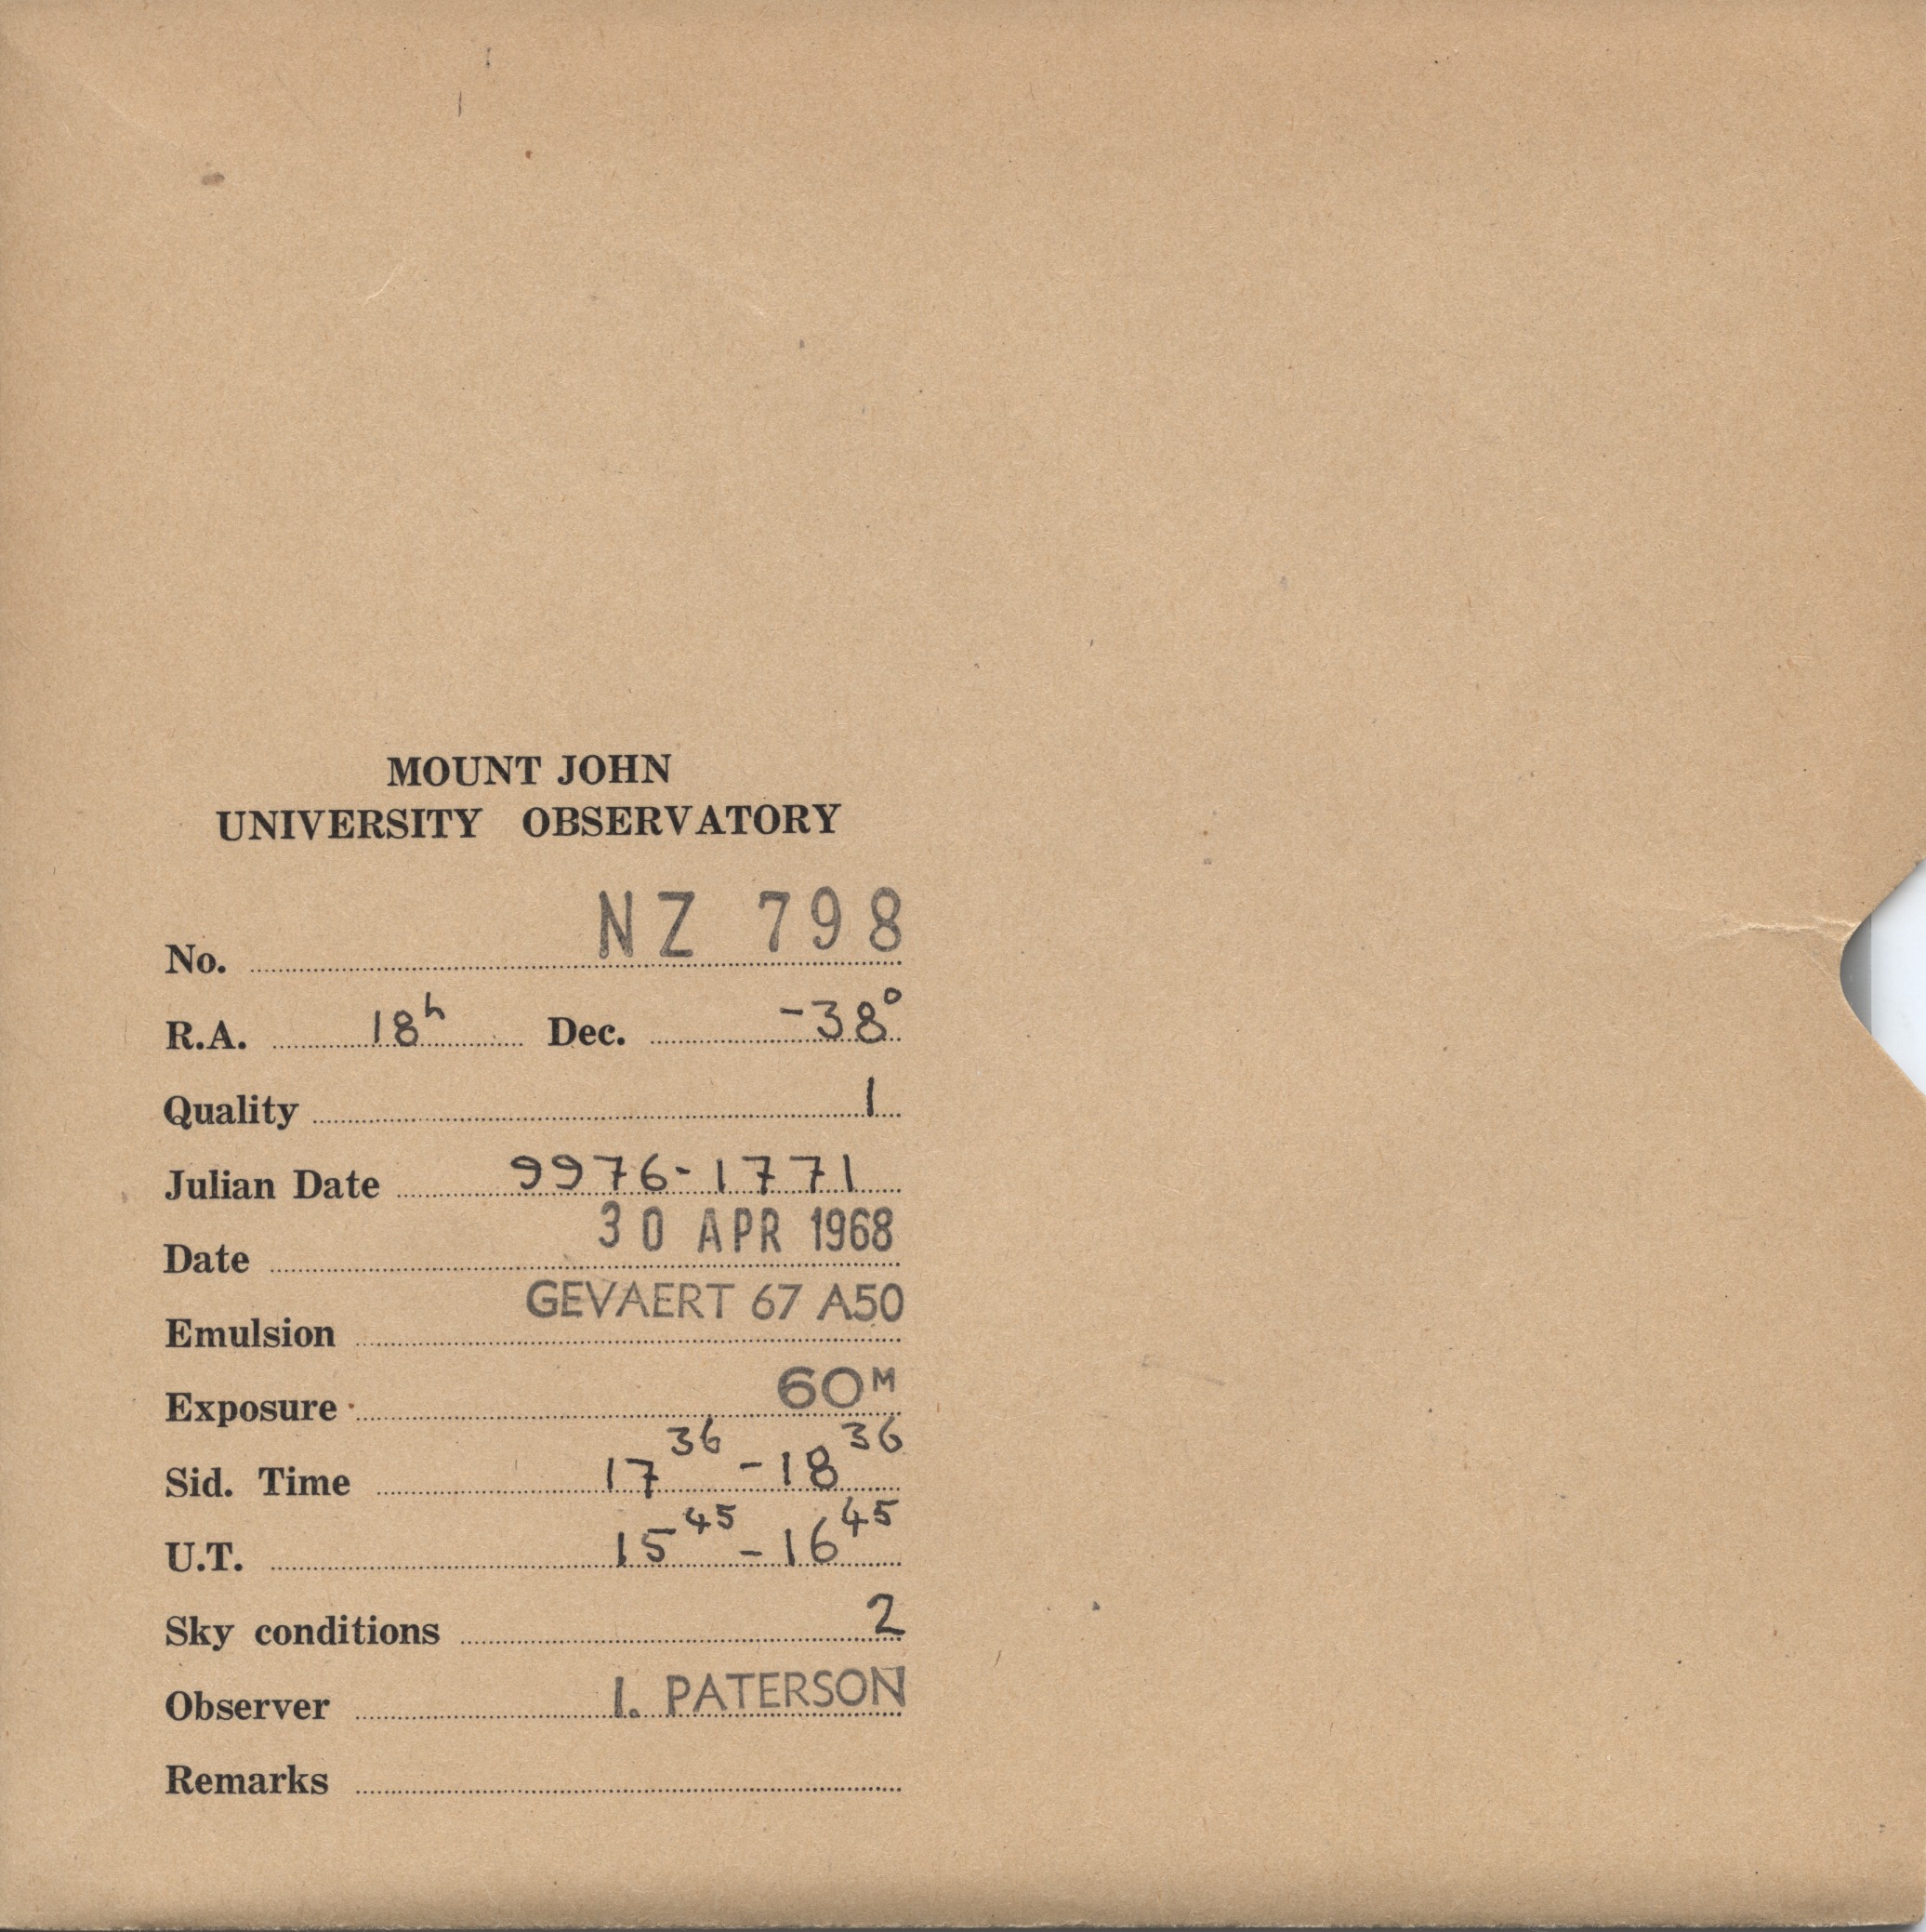 MOUNT JOHN
UNIVERSITY OBSERVATORY
No. NZ 798
R.A. 18h Dec. -38°
Quality 1
Julian Date 9976-1771
Date 30 APR 1968
Emulsion GEVAERT 67 A50
Exposure 60M
Sid. Time 17 36 - 18 36
U.T. 15 45 - 16 45
Sky conditions 2
Observer I. PATERSON
Remarks